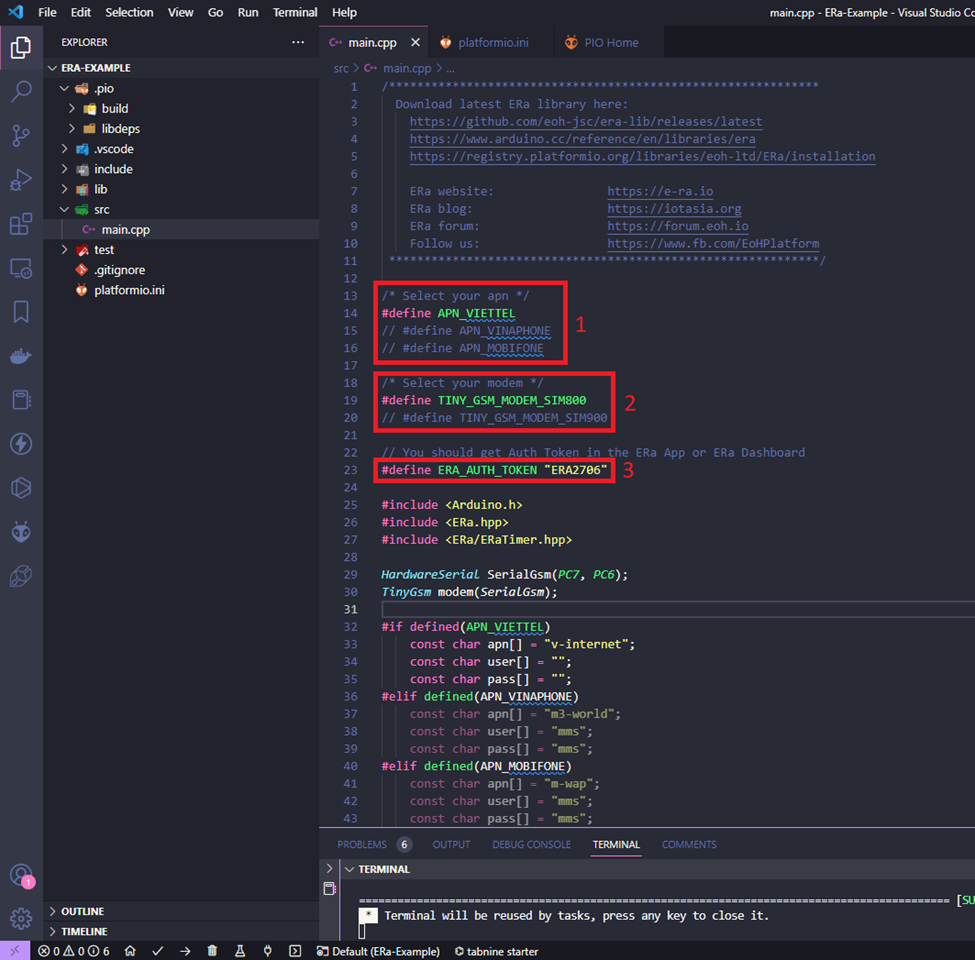 File Edit Selection View Go Run Terminal Help
main.cpp - ERa-Example - Visual Studio Co
EXPLORER
ERA-EXAMPLE
.pio
build
libdeps
.vscode
include
lib
src
main.cpp
test
.gitignore
platformio.ini
OUTLINE
TIMELINE
main.cpp platformio.ini PIO Home
src > main.cpp > ...
1 /*************************************************************
2 Download latest ERa library here:
3 https://github.com/eoh-jsc/era-lib/releases/latest
4 https://www.arduino.cc/reference/en/libraries/era
5 https://registry.platformio.org/libraries/eoh-ltd/ERa/installation
6
7 ERa website: https://e-ra.io
8 ERa blog: https://iotasia.org
9 ERa forum: https://forum.eoh.io
10 Follow us: https://www.fb.com/EoHPlatform
11 *************************************************************/
12
13 /* Select your apn */
14 #define APN_VIETTEL
15 // #define APN_VINAPHONE
16 // #define APN_MOBIFONE
1
17
18 /* Select your modem */
19 #define TINY_GSM_MODEM_SIM800
20 // #define TINY_GSM_MODEM_SIM900
2
21
22 // You should get Auth Token in the ERa App or ERa Dashboard
23 #define ERA_AUTH_TOKEN "ERA2706"
3
24
25 #include <Arduino.h>
26 #include <ERa.hpp>
27 #include <ERa/ERaTimer.hpp>
28
29 HardwareSerial SerialGsm(PC7, PC6);
30 TinyGsm modem(SerialGsm);
31
32 #if defined(APN_VIETTEL)
33 const char apn[] = "v-internet";
34 const char user[] = "";
35 const char pass[] = "";
36 #elif defined(APN_VINAPHONE)
37 const char apn[] = "m3-world";
38 const char user[] = "mms";
39 const char pass[] = "mms";
40 #elif defined(APN_MOBIFONE)
41 const char apn[] = "m-wap";
42 const char user[] = "mms";
43 const char pass[] = "mms";
PROBLEMS 6 OUTPUT DEBUG CONSOLE TERMINAL COMMENTS
TERMINAL
[SU
* Terminal will be reused by tasks, press any key to close it.
1
0 0 6 Default (ERa-Example) tabnine starter